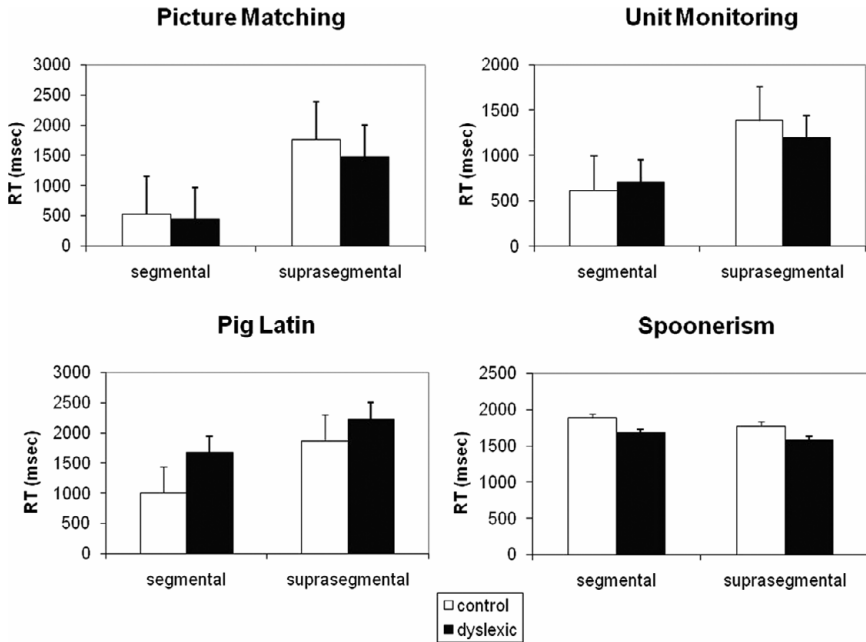 Picture Matching
RT (msec)
3000
2500
2000
1500
1000
500
0
segmental suprasegmental
Unit Monitoring
RT (msec)
2000
1500
1000
500
0
segmental suprasegmental
Pig Latin
RT (msec)
3000
2500
2000
1500
1000
500
0
segmental suprasegmental
Spoonerism
RT (msec)
2500
2000
1500
1000
500
0
segmental suprasegmental
control
dyslexic